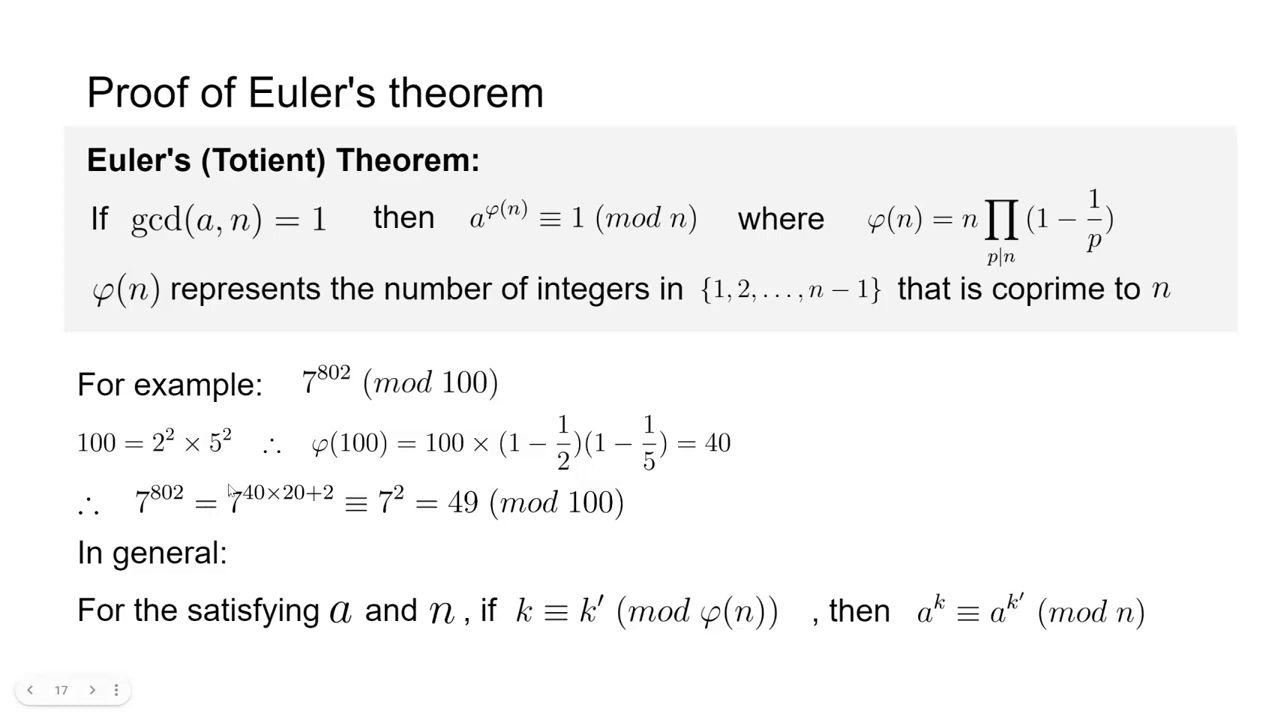 Proof of Euler's theorem
Euler's (Totient) Theorem:
If gcd(a, n) = 1 then a^{φ(n)} ≡ 1 (mod n) where φ(n) = n ∏_{p|n} (1 − 1/p)
φ(n) represents the number of integers in {1, 2, . . . , n − 1} that is coprime to n
For example: 7^{802} (mod 100)
100 = 2^2 × 5^2 ∴ φ(100) = 100 × (1 − 1/2)(1 − 1/5) = 40
∴ 7^{802} = 7^{40×20+2} ≡ 7^2 = 49 (mod 100)
In general:
For the satisfying a and n , if k ≡ k′ (mod φ(n)) , then a^k ≡ a^{k′} (mod n)
17